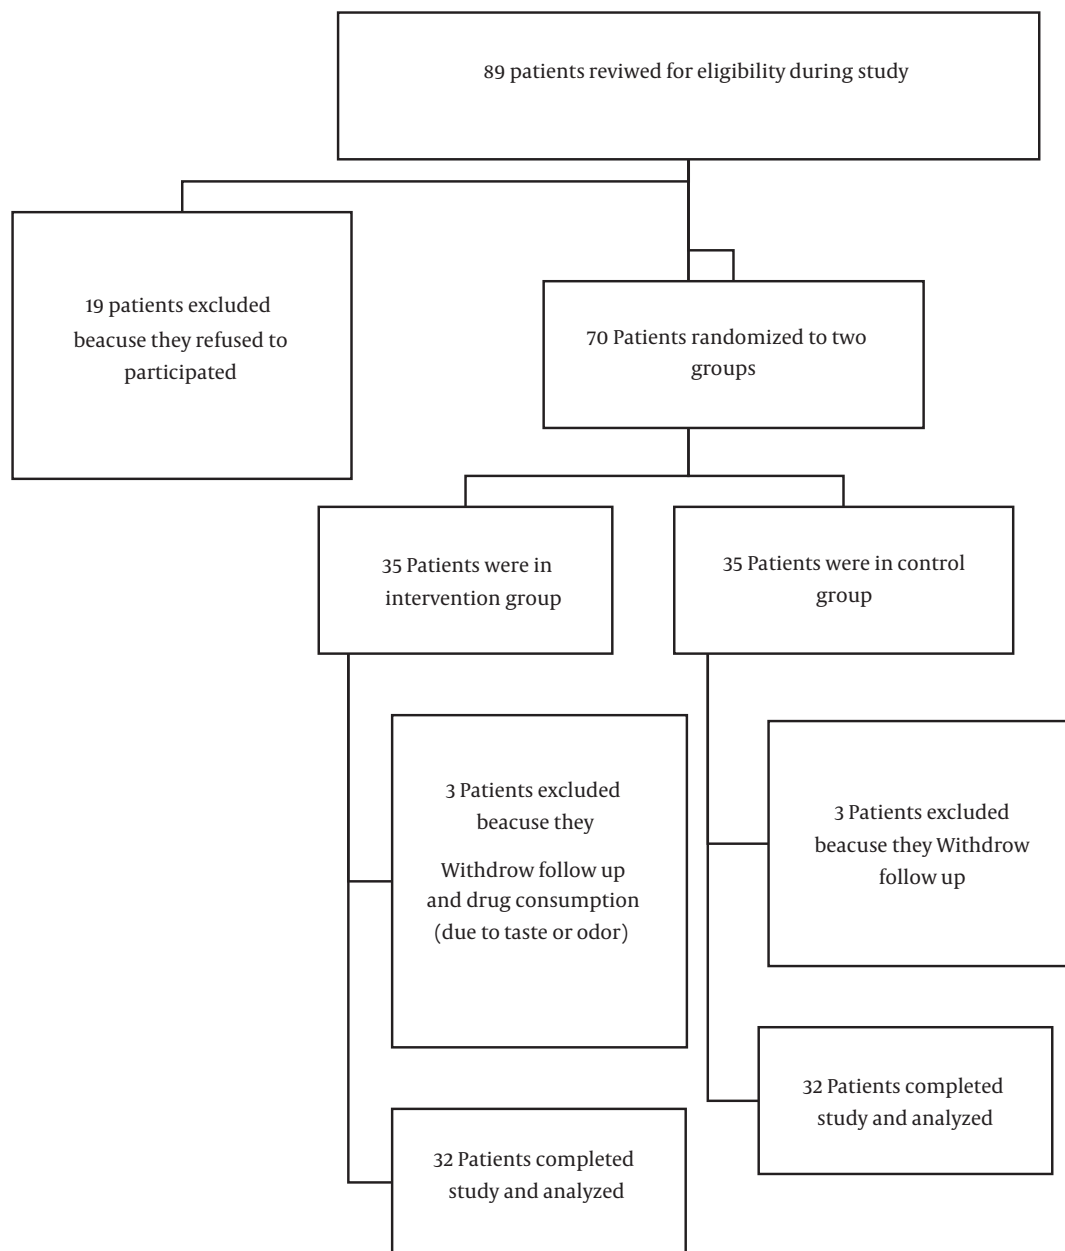 89 patients reviwed for eligibility during study
19 patients excluded
beacuse they refused to
participated
70 Patients randomized to two
groups
35 Patients were in
intervention group
35 Patients were in control
group
3 Patients excluded
beacuse they
Withdrow follow up
and drug consumption
(due to taste or odor)
3 Patients excluded
beacuse they Withdrow
follow up
32 Patients completed
study and analyzed
32 Patients completed
study and analyzed